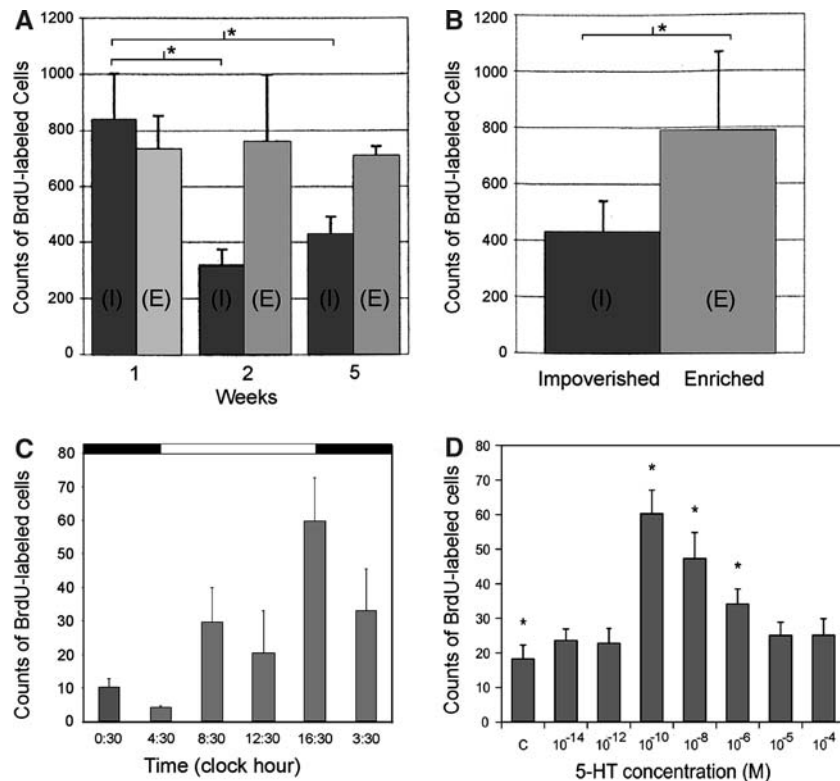 A
Counts of BrdU-labeled Cells
1200
1000
800
600
400
200
0
*
*
(I)
(E)
(I)
(E)
(I)
(E)
1 2 5
Weeks
B
Counts of BrdU-labeled Cells
1200
1000
800
600
400
200
0
*
(I)
(E)
Impoverished Enriched
C
Counts of BrdU-labeled cells
80
70
60
50
40
30
20
10
0
0:30 4:30 8:30 12:30 16:30 3:30
Time (clock hour)
D
Counts of BrdU-labeled cells
80
70
60
50
40
30
20
10
0
*
*
*
*
C 10⁻¹⁴ 10⁻¹² 10⁻¹⁰ 10⁻⁸ 10⁻⁶ 10⁻⁵ 10⁻⁴
5-HT concentration (M)